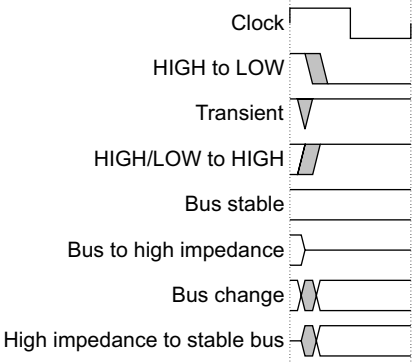 Clock
HIGH to LOW
Transient
HIGH/LOW to HIGH
Bus stable
Bus to high impedance
Bus change
High impedance to stable bus